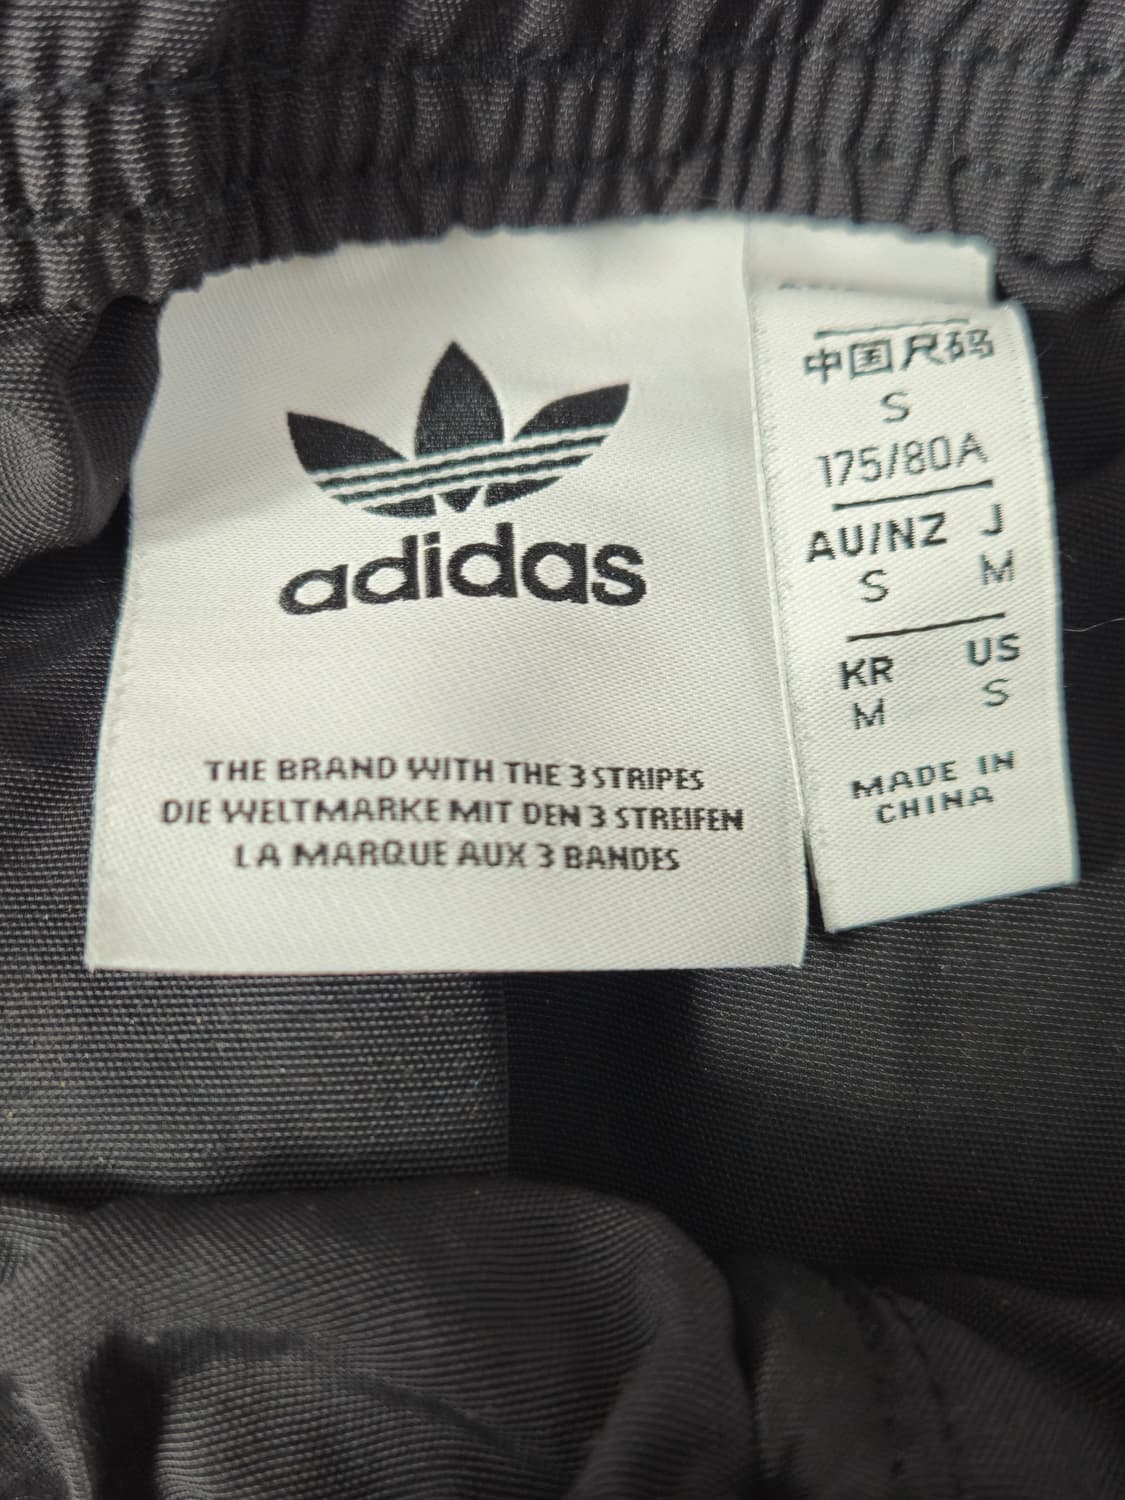 adidas
THE BRAND WITH THE 3 STRIPES
DIE WELTMARKE MIT DEN 3 STREIFEN
LA MARQUE AUX 3 BANDES
中国尺码
S
175/80A
AU/NZ J
S M
KR US
M S
MADE IN
CHINA